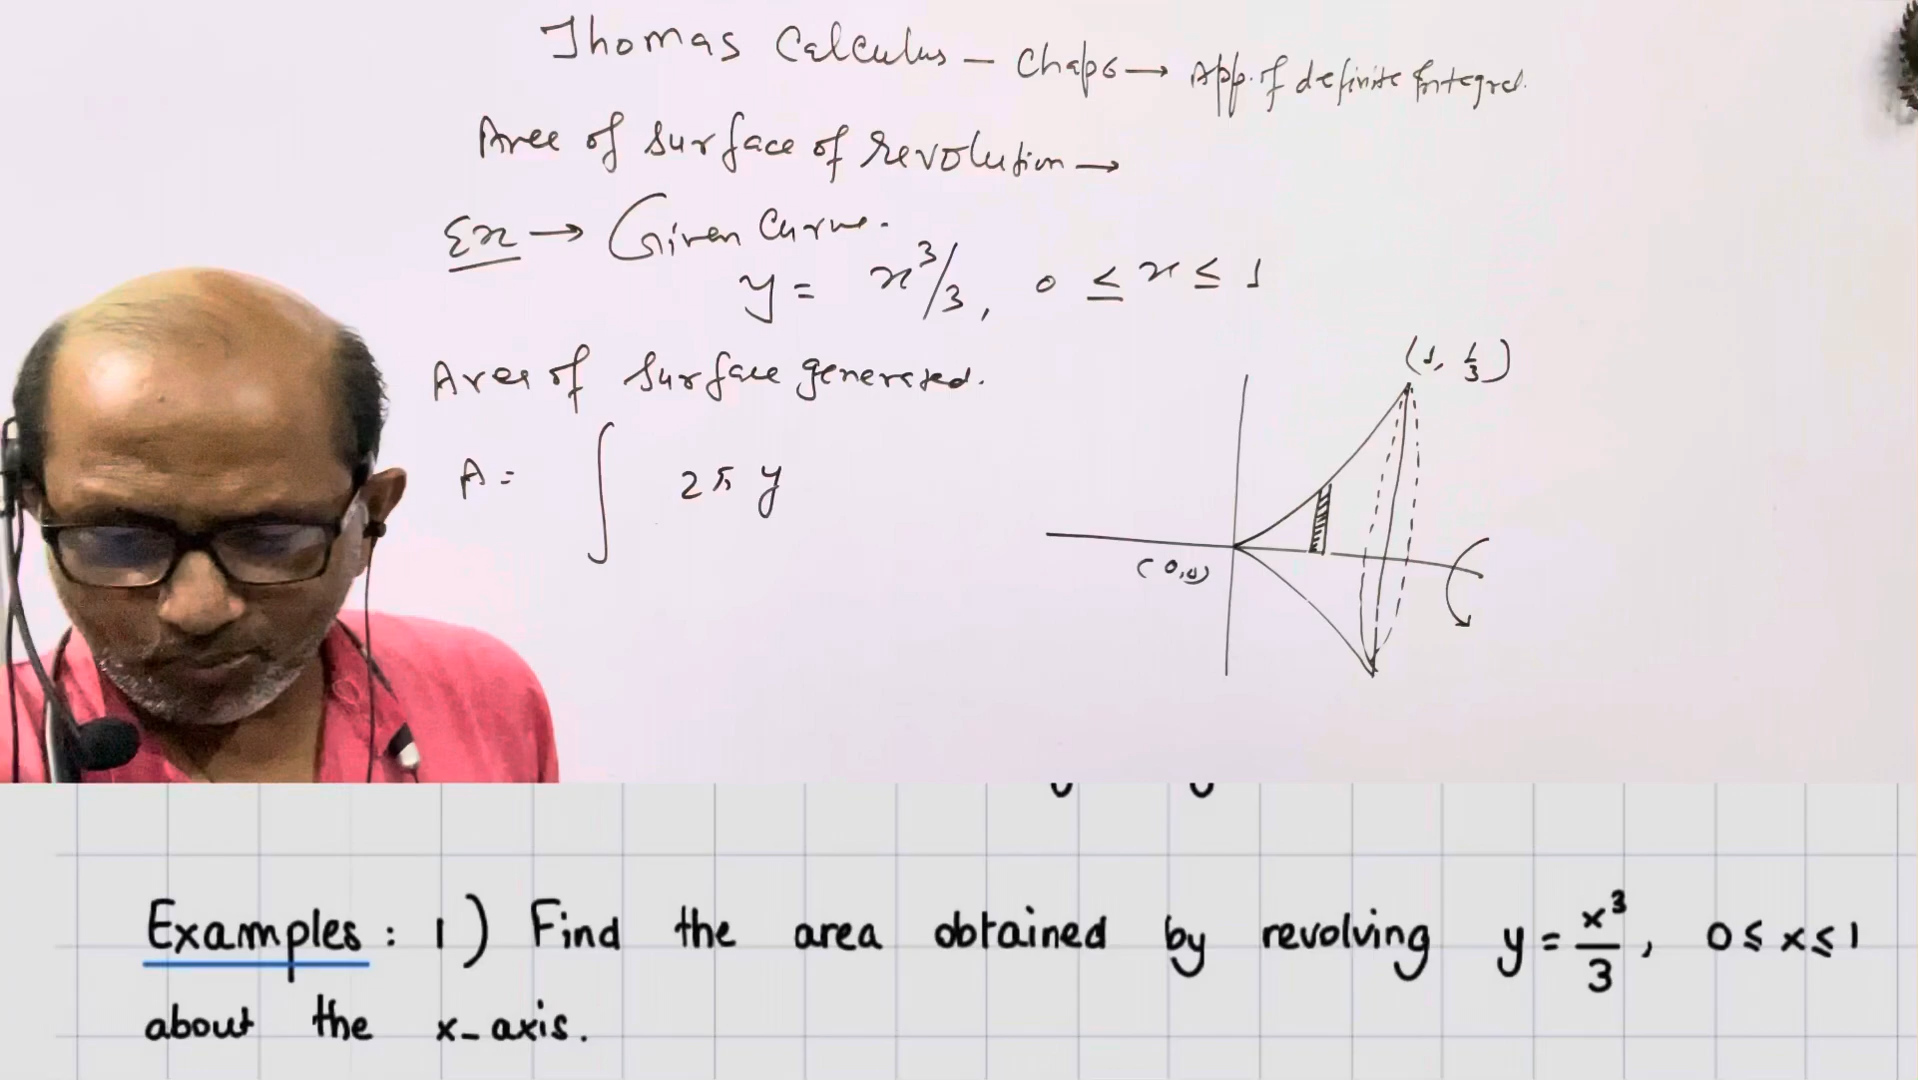 Thomas Calculus – Chap 6 → App. of definite Integral.
Area of surface of revolution →
Ex → Given Curve.
y = x³/3, 0 ≤ x ≤ 1
Area of surface generated.
A = ∫ 2π y
(1, 1/3)
(0,0)
Examples: 1) Find the area obtained by revolving y = x³/3, 0 ≤ x ≤ 1
about the x-axis.